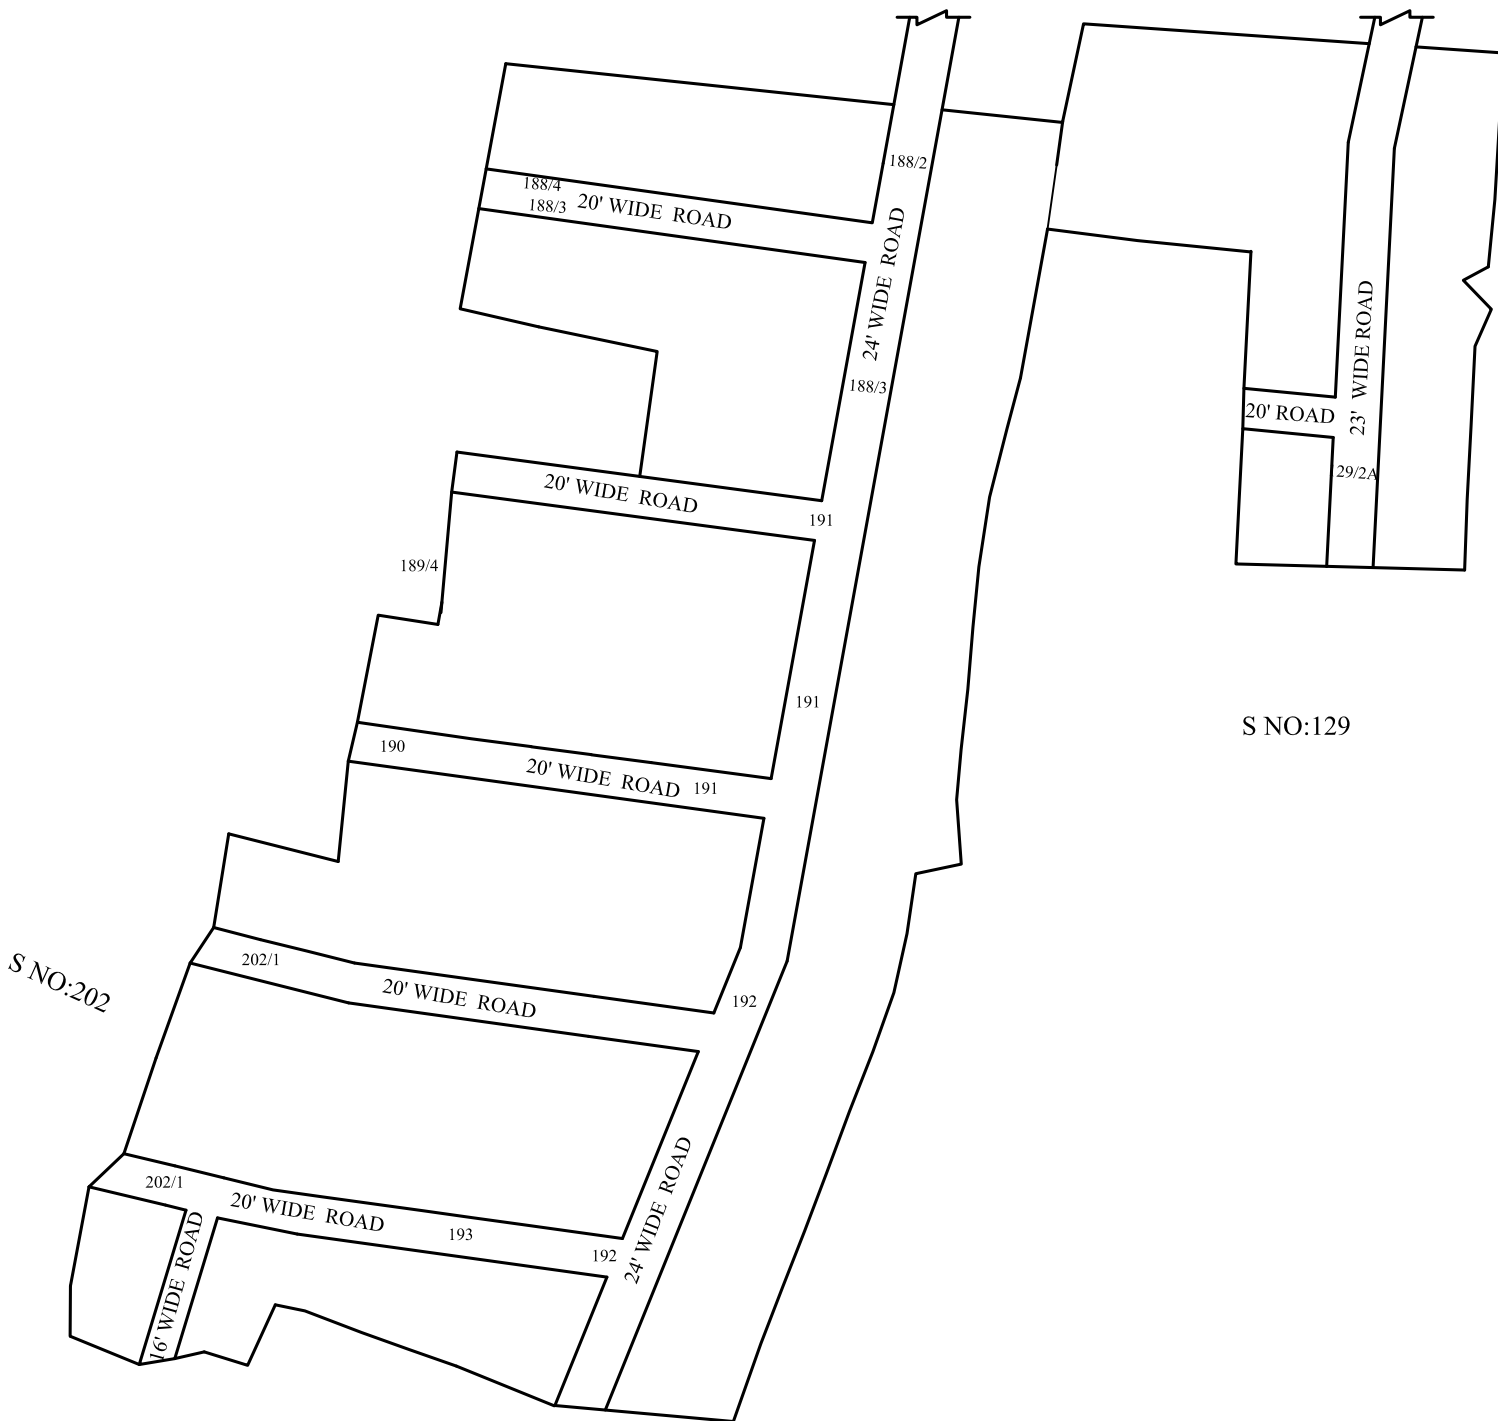 188/2
188/4
188/3
20' WIDE ROAD
24' WIDE ROAD
188/3
23' WIDE ROAD
20' ROAD
29/2A
20' WIDE ROAD
191
189/4
191
S NO:129
190
20' WIDE ROAD
191
202/1
20' WIDE ROAD
192
S NO:202
24' WIDE ROAD
202/1
20' WIDE ROAD
193
192
16' WIDE ROAD